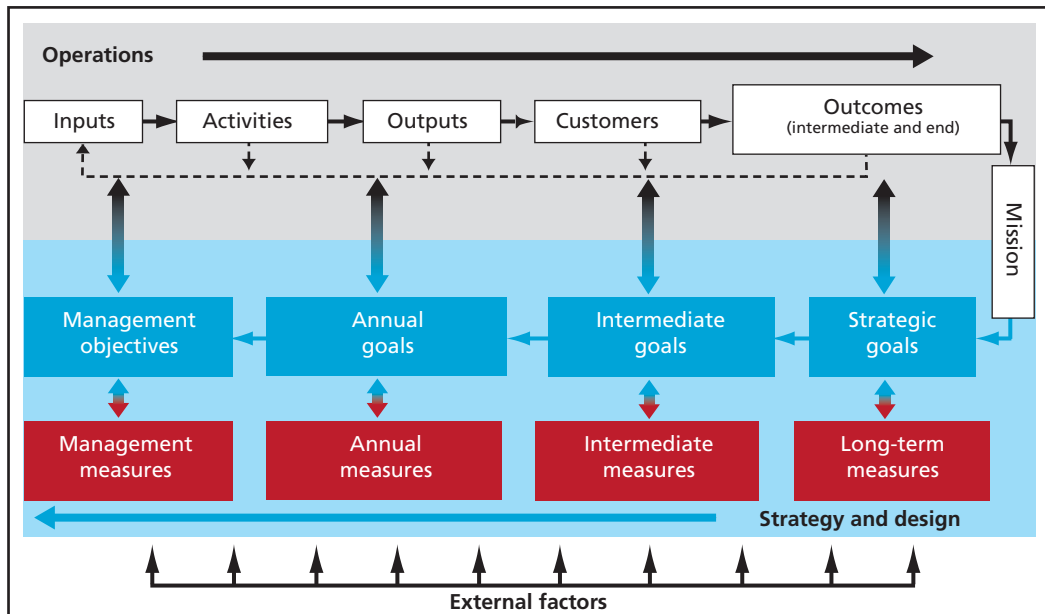 Operations
Inputs
Activities
Outputs
Customers
Outcomes
(intermediate and end)
Mission
Management
objectives
Annual
goals
Intermediate
goals
Strategic
goals
Management
measures
Annual
measures
Intermediate
measures
Long-term
measures
Strategy and design
External factors